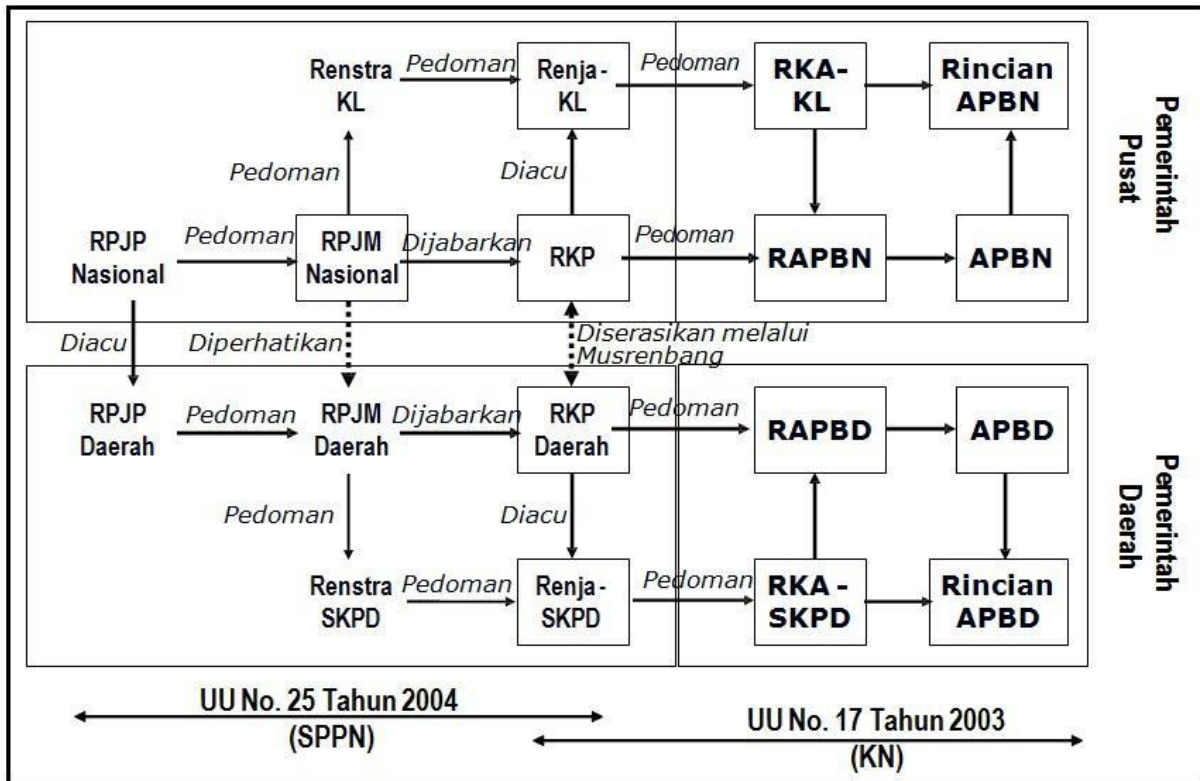 Renstra
KL
Pedoman
Renja-
KL
Pedoman
RKA-
KL
Rincian
APBN
Pemerintah
Pusat
Pedoman
Diacu
RPJP
Nasional
Pedoman
RPJM
Nasional
Dijabarkan
RKP
Pedoman
RAPBN
APBN
Diacu
Diperhatikan
Diserasikan melalui
Musrenbang
RPJP
Daerah
Pedoman
RPJM
Daerah
Dijabarkan
RKP
Daerah
Pedoman
RAPBD
APBD
Pemerintah
Daerah
Pedoman
Diacu
Renstra
SKPD
Pedoman
Renja-
SKPD
Pedoman
RKA -
SKPD
Rincian
APBD
UU No. 25 Tahun 2004
(SPPN)
UU No. 17 Tahun 2003
(KN)